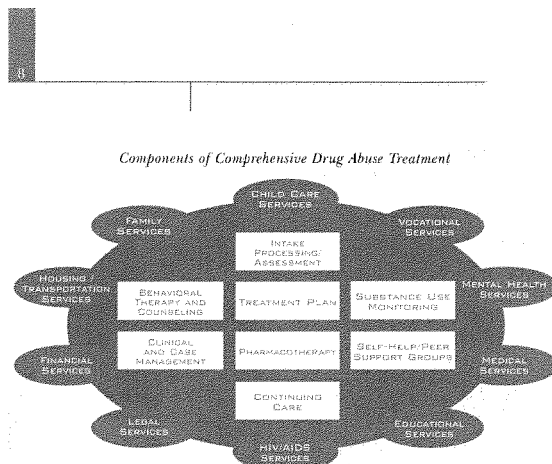 8
Components of Comprehensive Drug Abuse Treatment
CHILD CARE
SERVICES
FAMILY
SERVICES
VOCATIONAL
SERVICES
INTAKE
PROCESSING/
ASSESSMENT
HOUSING /
TRANSPORTATION
SERVICES
BEHAVIORAL
THERAPY AND
COUNSELING
TREATMENT PLAN
SUBSTANCE USE
MONITORING
MENTAL HEALTH
SERVICES
CLINICAL
AND CASE
MANAGEMENT
PHARMACOTHERAPY
SELF-HELP/PEER
SUPPORT GROUPS
FINANCIAL
SERVICES
MEDICAL
SERVICES
CONTINUING
CARE
LEGAL
SERVICES
EDUCATIONAL
SERVICES
HIV/AIDS
SERVICES